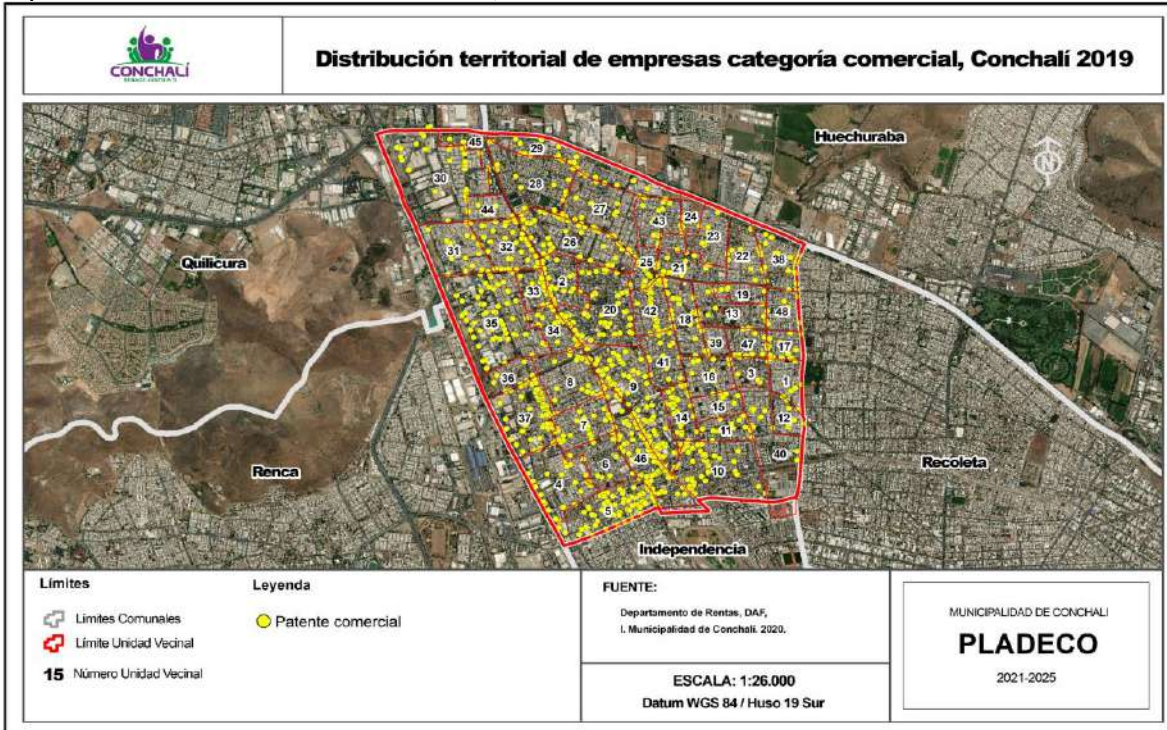 CONCHALÍ
Distribución territorial de empresas categoría comercial, Conchalí 2019
Huechuraba
Quilicura
Renca
Recoleta
Independencia
45
29
30
28
27
44
43
24
23
31
32
26
25
21
22
38
2
33
19
20
42
18
13
48
35
34
39
47
17
41
36
8
9
16
3
1
37
7
14
15
12
11
6
46
10
40
4
5
Límites
Límites Comunales
Límite Unidad Vecinal
15 Número Unidad Vecinal
Leyenda
Patente comercial
FUENTE:
Departamento de Rentas, DAF,
I. Municipalidad de Conchalí. 2020.
ESCALA: 1:26.000
Datum WGS 84 / Huso 19 Sur
MUNICIPALIDAD DE CONCHALI
PLADECO
2021-2025